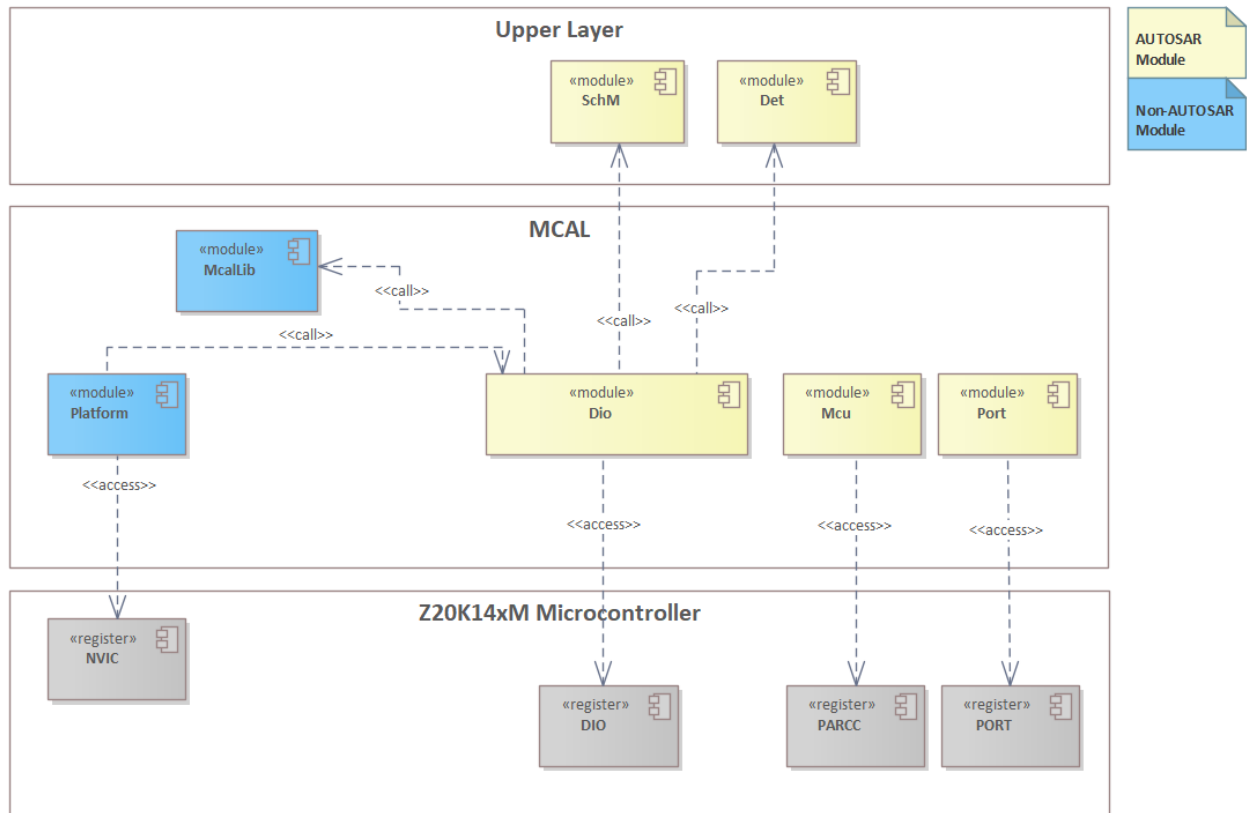 Upper Layer
«module»
SchM
«module»
Det
AUTOSAR
Module
Non-AUTOSAR
Module
MCAL
«module»
McalLib
<<call>>
<<call>>
<<call>>
<<call>>
«module»
Platform
«module»
Dio
«module»
Mcu
«module»
Port
<<access>>
<<access>>
<<access>>
<<access>>
Z20K14xM Microcontroller
«register»
NVIC
«register»
DIO
«register»
PARCC
«register»
PORT